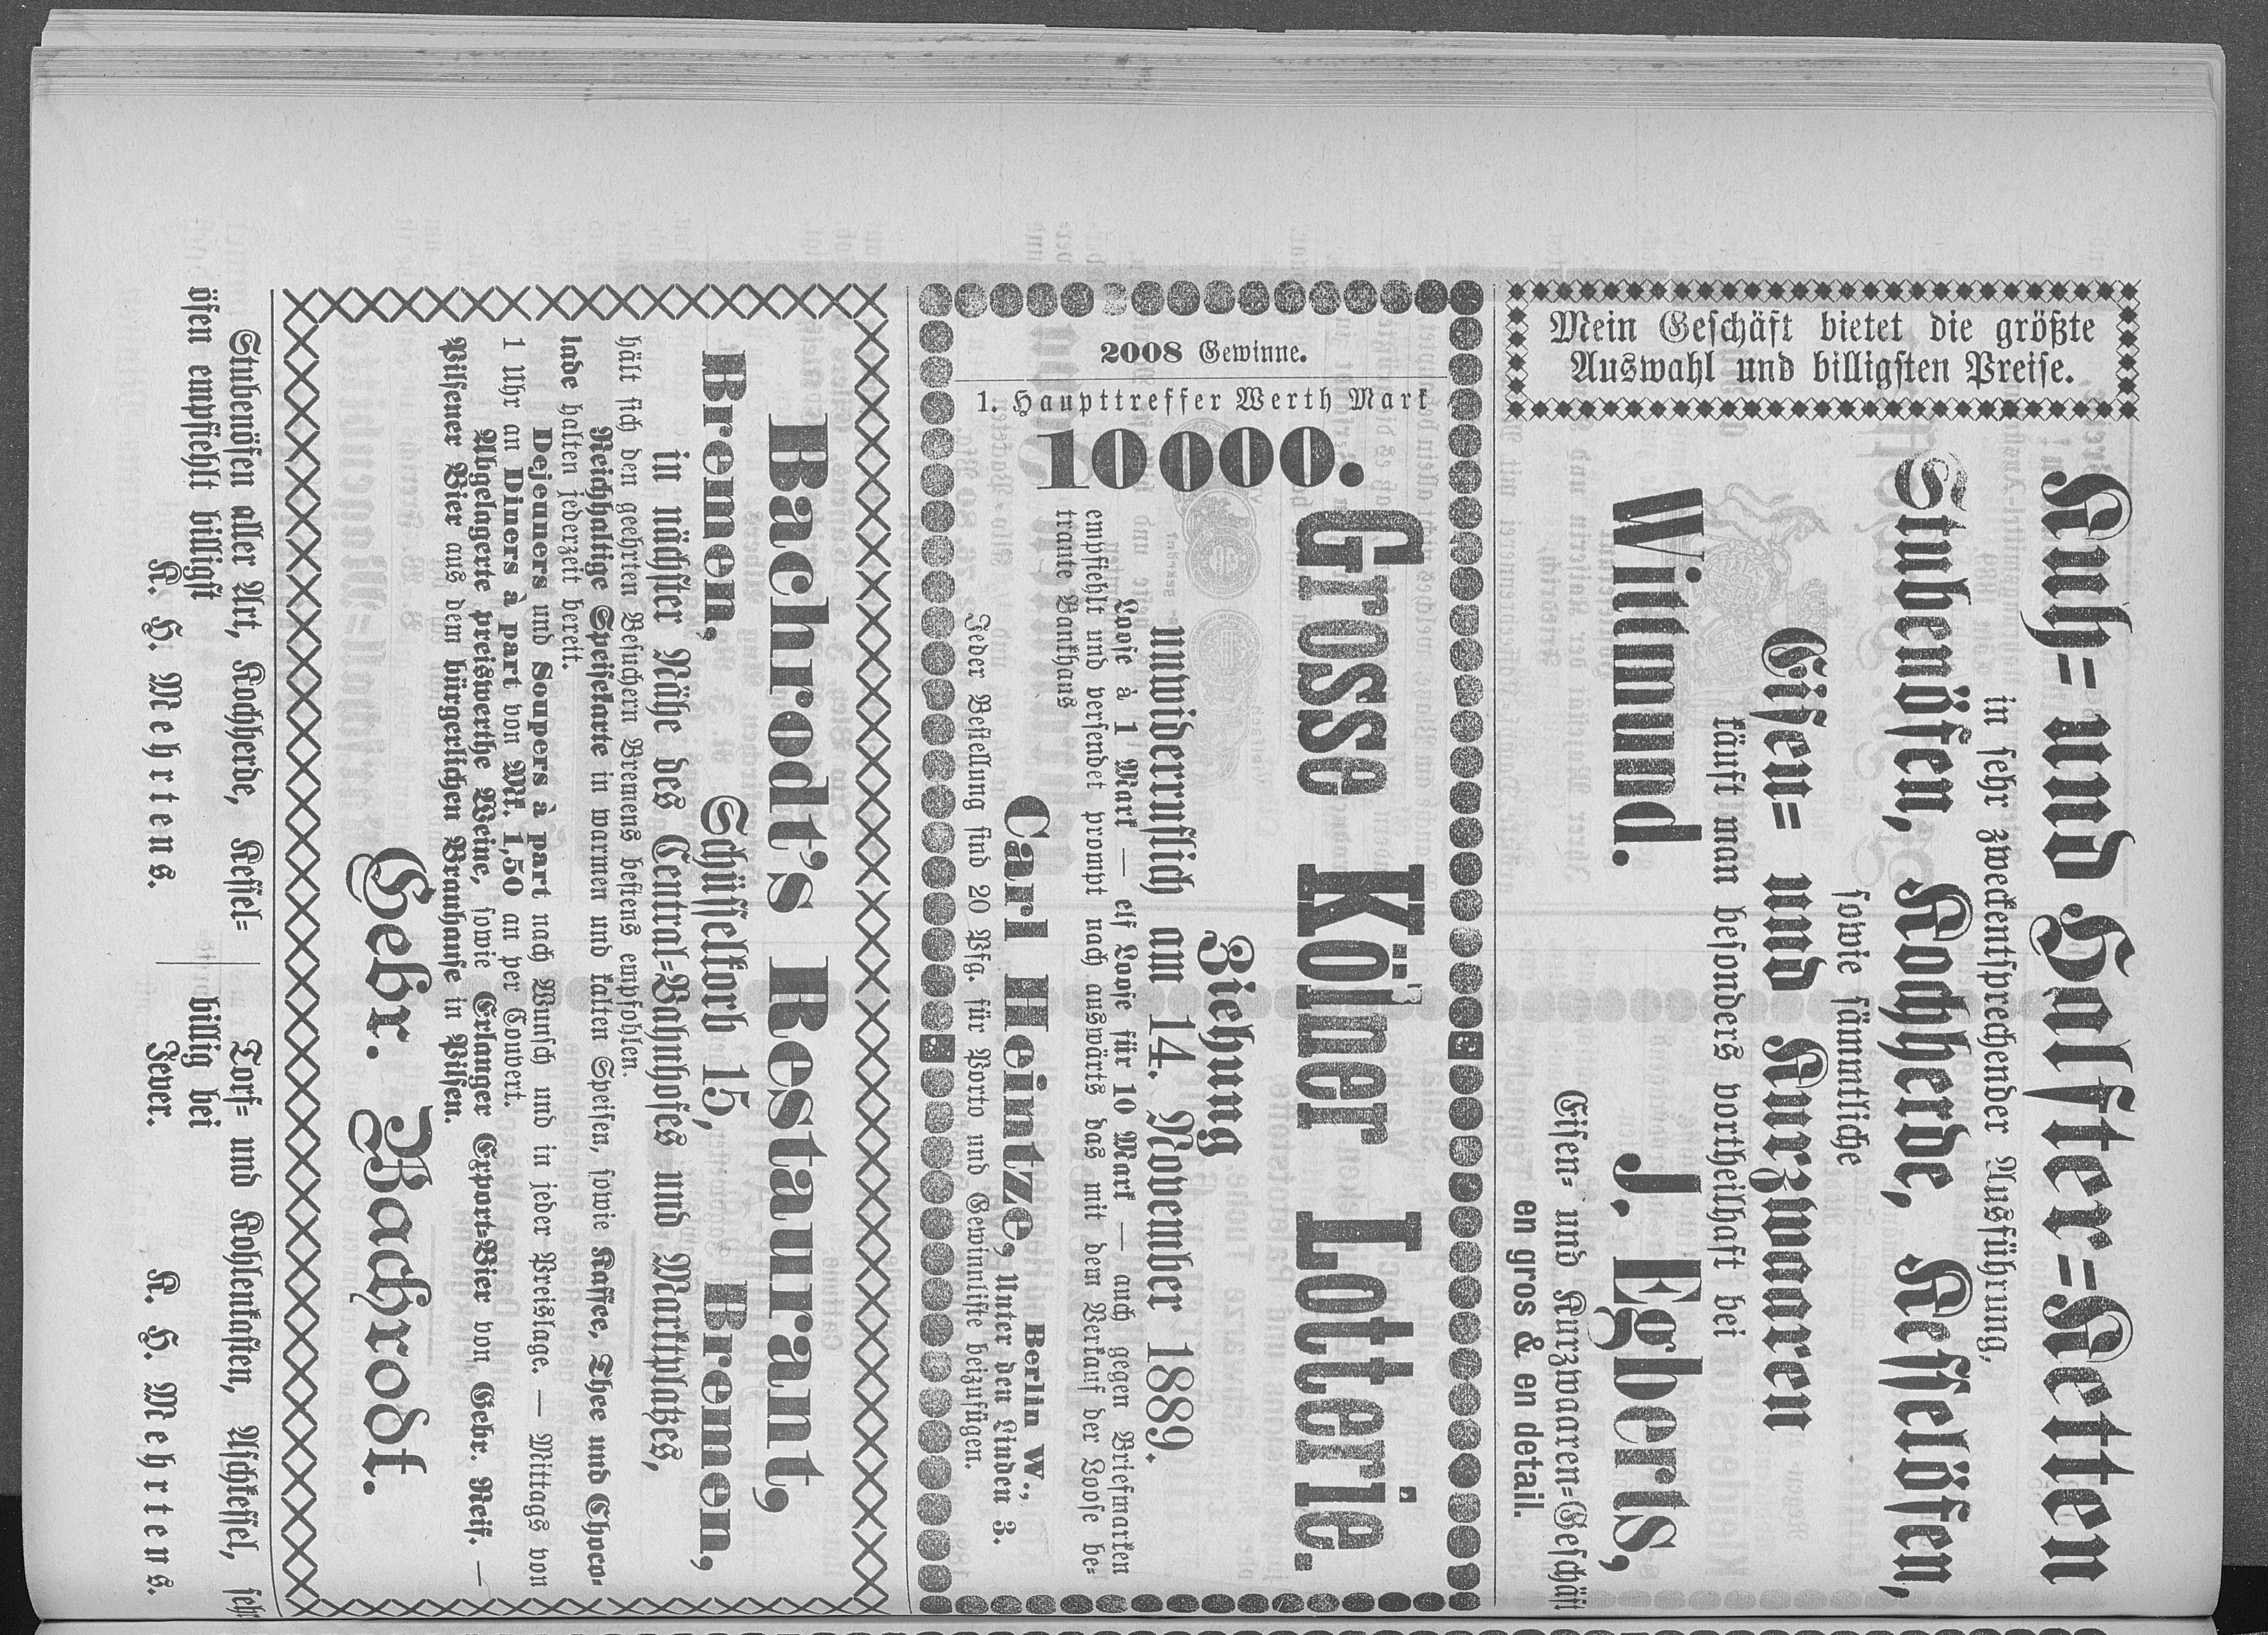 Mein Geschäft bietet die größte
Auswahl und billigsten Preise.
Kuh= und Halfter=Ketten
in sehr zweckentsprechender Ausführung,
Stubenöfen, Kochherde, Kesselöfen,
sowie sämmtliche
Eisen= und Kurzwaaren
kauft man besonders vortheilhaft bei
Wittmund. J. Egberts,
Eisen= und Kurzwaaren=Geschäft
en gros & en detail.
2008 Gewinne.
1. Haupttreffer Werth Mark
10000.
Grosse Kölner Lotterie.
Ziehung
unwiderruflich am 14. November 1889.
Loose à 1 Mark — elf Loose für 10 Mark — auch gegen Briefmarken
empfiehlt und versendet prompt nach auswärts das mit dem Verkauf der Loose be=
traute Bankhaus
Carl Heintze, Berlin W.,
Unter den Linden 3.
Jeder Bestellung sind 20 Pfg. für Porto und Gewinnliste beizufügen.
Bachrodt's Restaurant,
Bremen, Schüsselkorb 15, Bremen,
in nächster Nähe des Central=Bahnhofes und Marktplatzes,
hält sich den geehrten Besuchern Bremens bestens empfohlen.
Reichhaltige Speisekarte in warmen und kalten Speisen, sowie Kaffee, Thee und Choco=
lade halten jederzeit bereit.
Dejeuners und Soupers à part nach Wunsch und in jeder Preislage. — Mittags von
1 Uhr an Diners à part von Mk. 1,50 an per Couvert.
Abgelagerte preiswerthe Weine, sowie Erlanger Export=Bier von Gebr. Reif. —
Pilsener Bier aus dem bürgerlichen Brauhause in Pilsen.
Gebr. Bachrodt.
Stubenöfen aller Art, Kochherde, Kessel=
öfen empfiehlt billigst
K. H. Mehrtens.
Torf= und Kohlenkasten, Aschkessel, sehr
billig bei
Jever. K. H. Mehrtens.